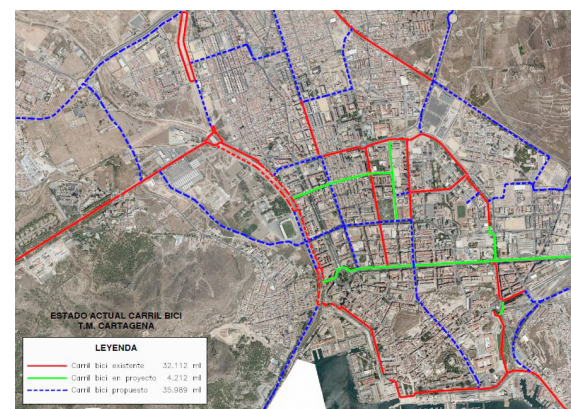 ESTADO ACTUAL CARRIL BICI
T.M. CARTAGENA
LEYENDA
Carril bici existente 32.112 ml
Carril bici en proyecto 4.212 ml
Carril bici propuesto 35.989 ml